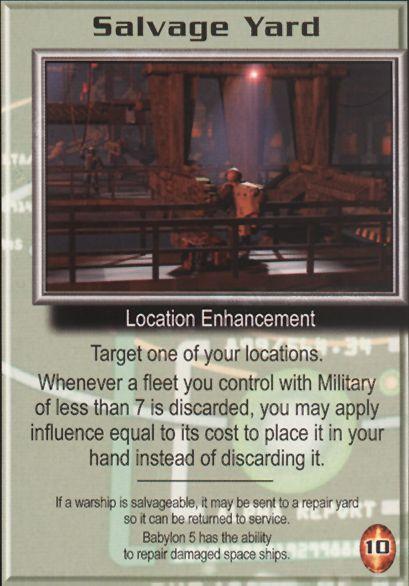 Salvage Yard
Location Enhancement
Target one of your locations.
Whenever a fleet you control with Military
of less than 7 is discarded, you may apply
influence equal to its cost to place it in your
hand instead of discarding it.
If a warship is salvageable, it may be sent to a repair yard
so it can be returned to service.
Babylon 5 has the ability
to repair damaged space ships.
10